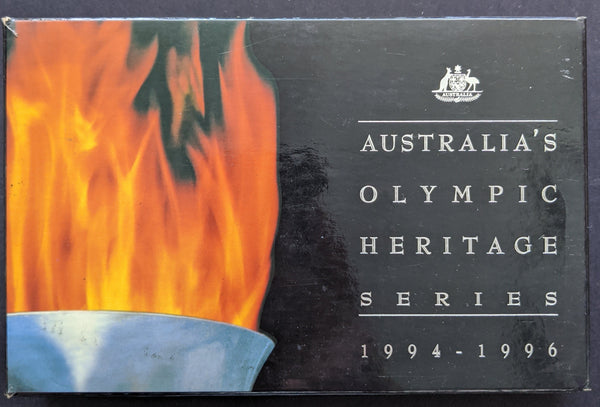 AUSTRALIA
AUSTRALIA'S
OLYMPIC
HERITAGE
SERIES
1994-1996